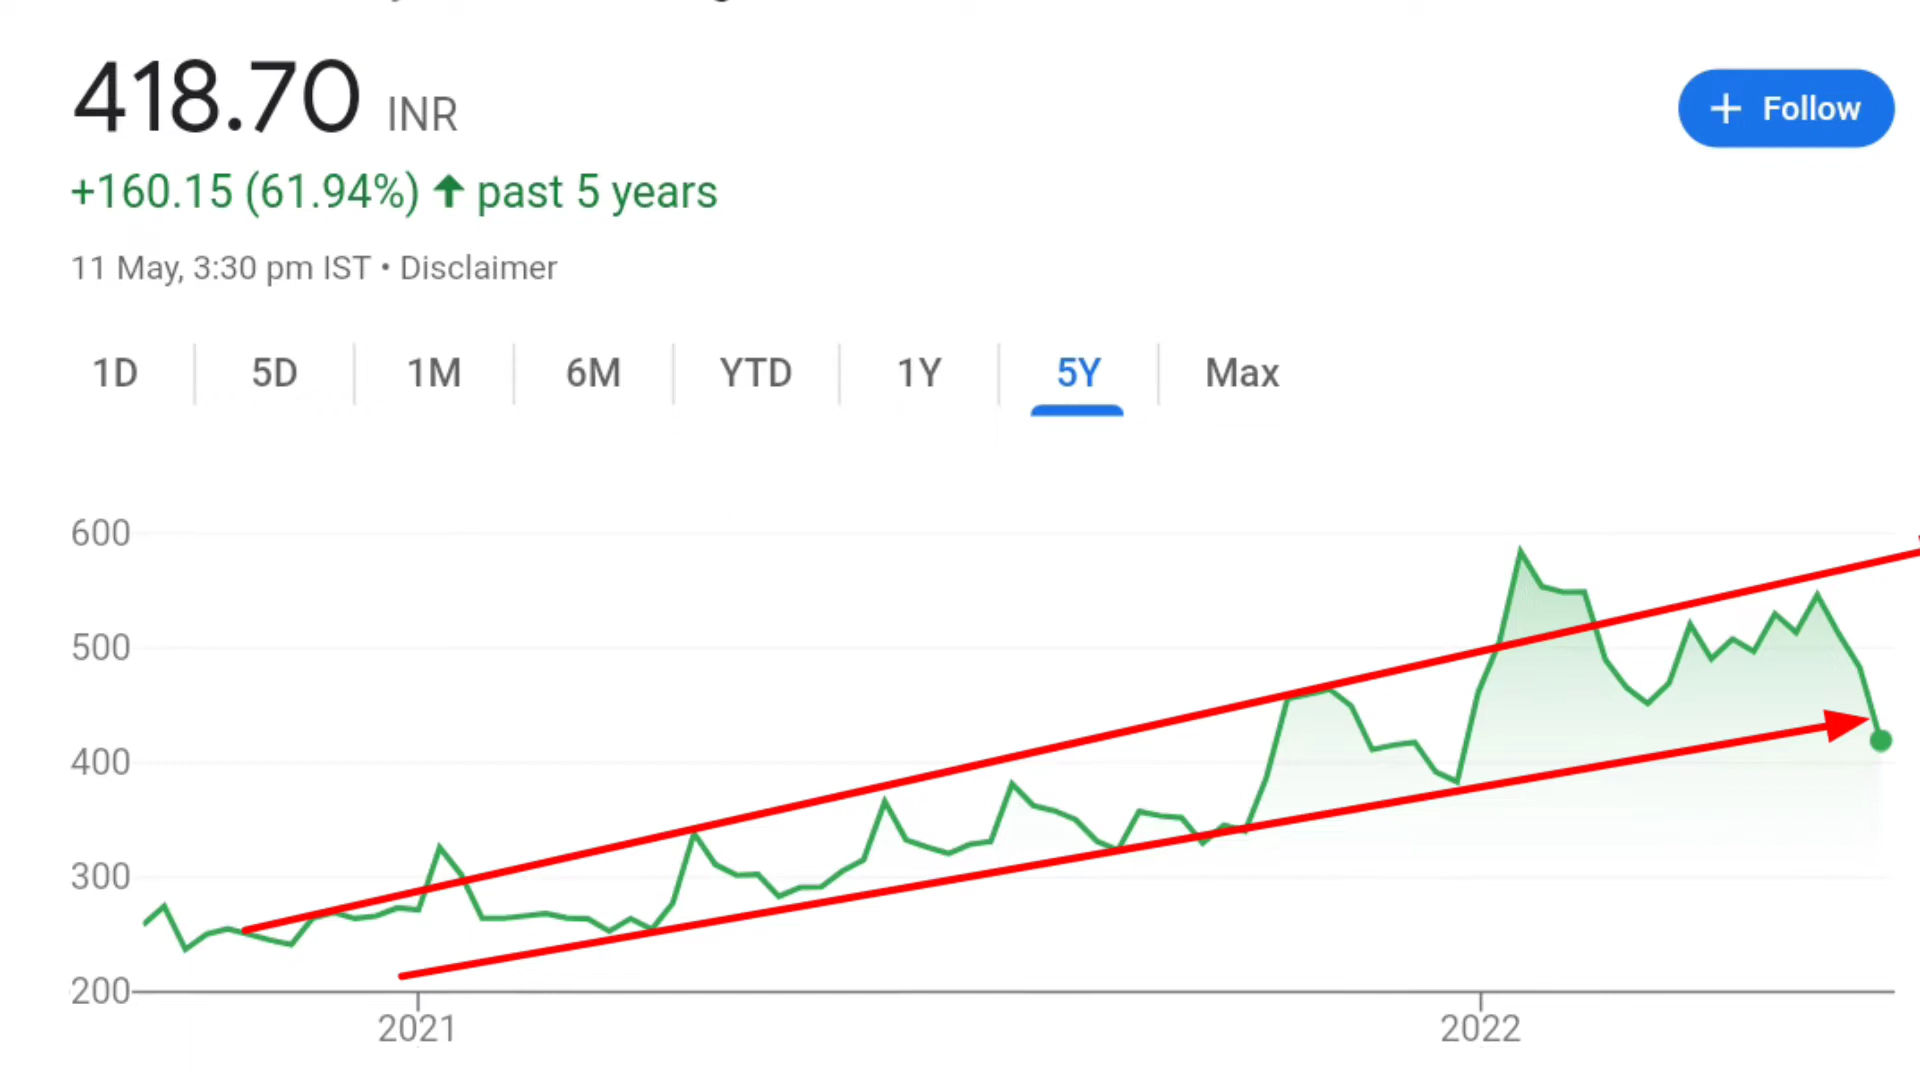 418.70 INR
+ Follow
+160.15 (61.94%) ↑ past 5 years
11 May, 3:30 pm IST • Disclaimer
1D 5D 1M 6M YTD 1Y 5Y Max
600
500
400
300
200
2021 2022